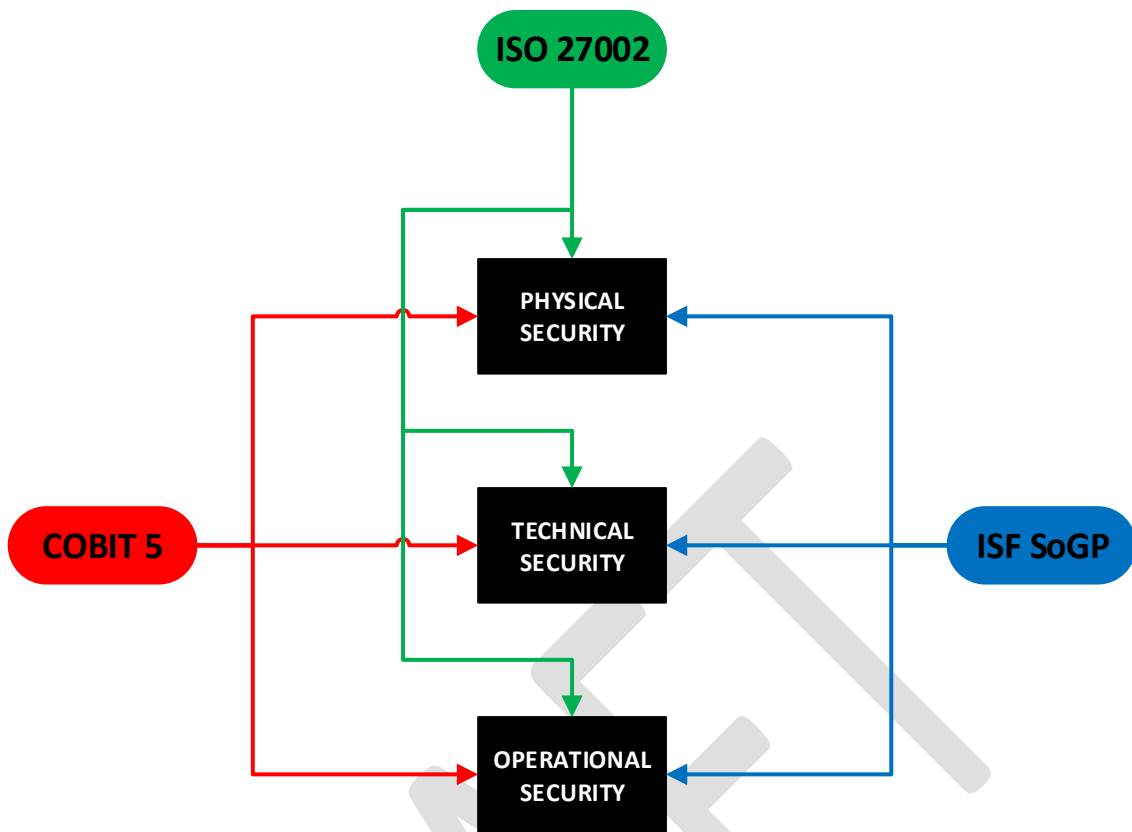 ISO 27002
PHYSICAL
SECURITY
COBIT 5
TECHNICAL
SECURITY
ISF SoGP
OPERATIONAL
SECURITY